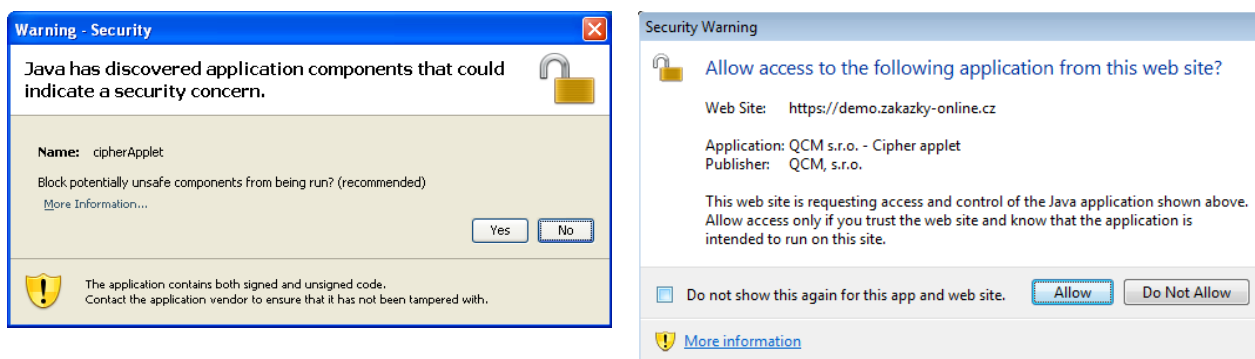 Warning - Security
Java has discovered application components that could
indicate a security concern.
Name: cipherApplet
Block potentially unsafe components from being run? (recommended)
More Information...
Yes No
The application contains both signed and unsigned code.
Contact the application vendor to ensure that it has not been tampered with.
Security Warning
Allow access to the following application from this web site?
Web Site: https://demo.zakazky-online.cz
Application: QCM s.r.o. - Cipher applet
Publisher: QCM, s.r.o.
This web site is requesting access and control of the Java application shown above.
Allow access only if you trust the web site and know that the application is
intended to run on this site.
Do not show this again for this app and web site. Allow Do Not Allow
More information